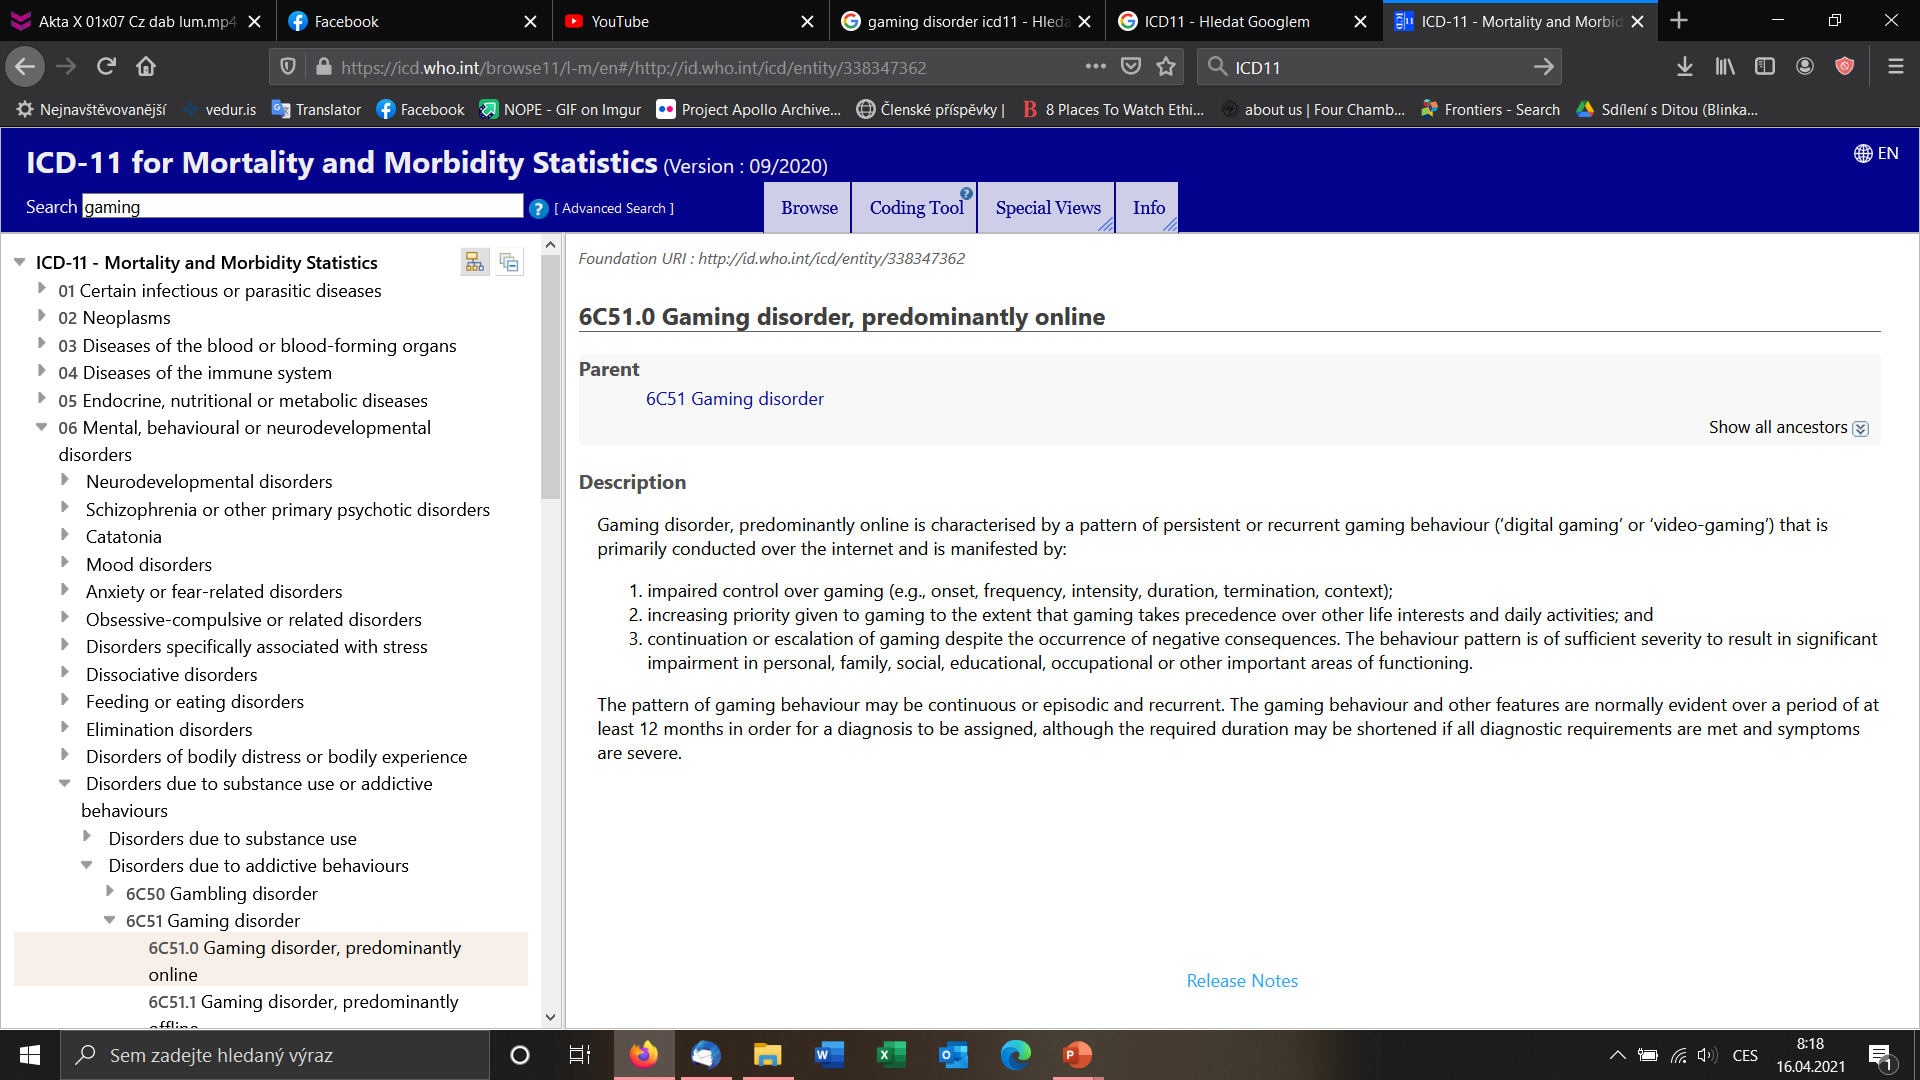 Akta X 01x07 Cz dab lum.mp4
Facebook
YouTube
gaming disorder icd11 - Hleda
ICD11 - Hledat Googlem
ICD-11 - Mortality and Morbid
https://icd.who.int/browse11/l-m/en#/http://id.who.int/icd/entity/338347362
ICD11
Nejnavštěvovanější
vedur.is
Translator
Facebook
NOPE - GIF on Imgur
Project Apollo Archive...
Členské příspěvky |
8 Places To Watch Ethi...
about us | Four Chamb...
Frontiers - Search
Sdílení s Ditou (Blinka...
ICD-11 for Mortality and Morbidity Statistics (Version : 09/2020)
EN
Search gaming ? [ Advanced Search ]
Browse
Coding Tool ?
Special Views
Info
ICD-11 - Mortality and Morbidity Statistics
01 Certain infectious or parasitic diseases
02 Neoplasms
03 Diseases of the blood or blood-forming organs
04 Diseases of the immune system
05 Endocrine, nutritional or metabolic diseases
06 Mental, behavioural or neurodevelopmental
disorders
Neurodevelopmental disorders
Schizophrenia or other primary psychotic disorders
Catatonia
Mood disorders
Anxiety or fear-related disorders
Obsessive-compulsive or related disorders
Disorders specifically associated with stress
Dissociative disorders
Feeding or eating disorders
Elimination disorders
Disorders of bodily distress or bodily experience
Disorders due to substance use or addictive
behaviours
Disorders due to substance use
Disorders due to addictive behaviours
6C50 Gambling disorder
6C51 Gaming disorder
6C51.0 Gaming disorder, predominantly
online
6C51.1 Gaming disorder, predominantly
offline
Foundation URI : http://id.who.int/icd/entity/338347362
6C51.0 Gaming disorder, predominantly online
Parent
6C51 Gaming disorder
Show all ancestors
Description
Gaming disorder, predominantly online is characterised by a pattern of persistent or recurrent gaming behaviour (‘digital gaming’ or ‘video-gaming’) that is
primarily conducted over the internet and is manifested by:
1. impaired control over gaming (e.g., onset, frequency, intensity, duration, termination, context);
2. increasing priority given to gaming to the extent that gaming takes precedence over other life interests and daily activities; and
3. continuation or escalation of gaming despite the occurrence of negative consequences. The behaviour pattern is of sufficient severity to result in significant
impairment in personal, family, social, educational, occupational or other important areas of functioning.
The pattern of gaming behaviour may be continuous or episodic and recurrent. The gaming behaviour and other features are normally evident over a period of at
least 12 months in order for a diagnosis to be assigned, although the required duration may be shortened if all diagnostic requirements are met and symptoms
are severe.
Release Notes
Sem zadejte hledaný výraz
CES
8:18
16.04.2021
1